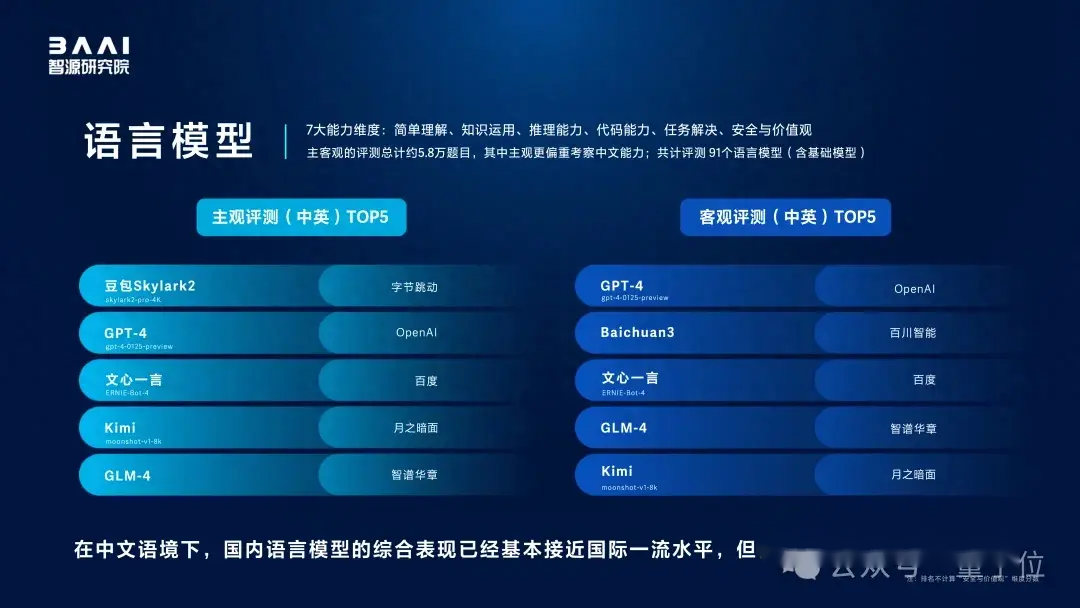 BAAI
智源研究院
语言模型
7大能力维度：简单理解、知识运用、推理能力、代码能力、任务解决、安全与价值观
主客观的评测总计约5.8万题目，其中主观更偏重考察中文能力；共计评测 91个语言模型（含基础模型）
主观评测（中英）TOP5
豆包Skylark2
skylark2-pro-4K
字节跳动
GPT-4
gpt-4-0125-preview
OpenAI
文心一言
ERNIE-Bot-4
百度
Kimi
moonshot-v1-8k
月之暗面
GLM-4
智谱华章
客观评测（中英）TOP5
GPT-4
gpt-4-0125-preview
OpenAI
Baichuan3
百川智能
文心一言
ERNIE-Bot-4
百度
GLM-4
智谱华章
Kimi
moonshot-v1-8k
月之暗面
在中文语境下，国内语言模型的综合表现已经基本接近国际一流水平，但
公众号 量子位
注：排名不计算“安全与价值观”维度分数